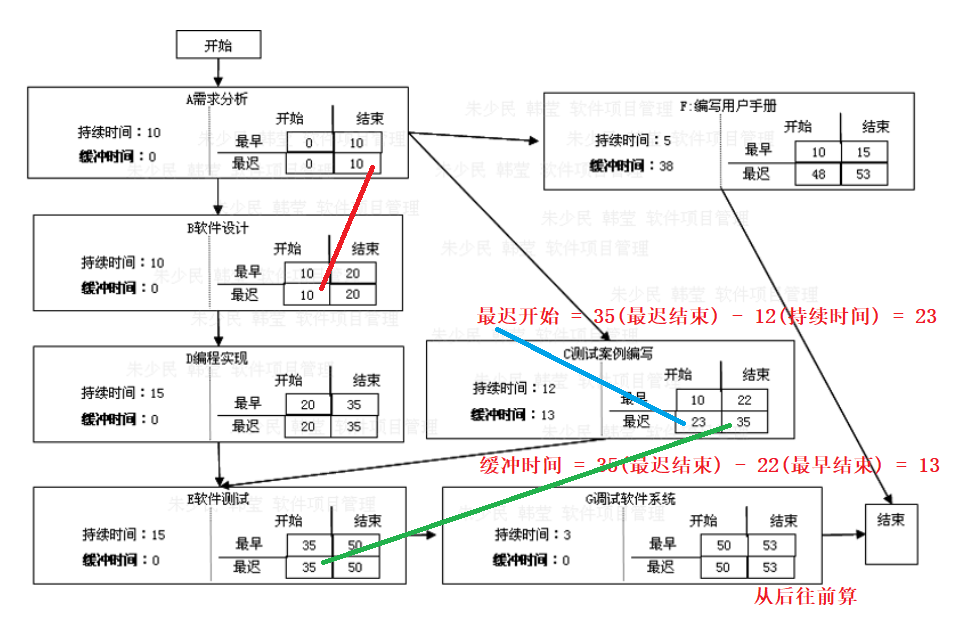 开始
A需求分析
持续时间：10
缓冲时间：0
开始 结束
最早 0 10
最迟 0 10
F:编写用户手册
持续时间：5
缓冲时间：38
开始 结束
最早 10 15
最迟 48 53
B软件设计
持续时间：10
缓冲时间：0
开始 结束
最早 10 20
最迟 10 20
最迟开始 = 35(最迟结束) - 12(持续时间) = 23
D编程实现
持续时间：15
缓冲时间：0
开始 结束
最早 20 35
最迟 20 35
C测试案例编写
持续时间：12
缓冲时间：13
开始 结束
最早 10 22
最迟 23 35
缓冲时间 = 35(最迟结束) - 22(最早结束) = 13
E软件测试
持续时间：15
缓冲时间：0
开始 结束
最早 35 50
最迟 35 50
G调试软件系统
持续时间：3
缓冲时间：0
开始 结束
最早 50 53
最迟 50 53
结束
从后往前算
朱少民 韩莹 软件项目管理